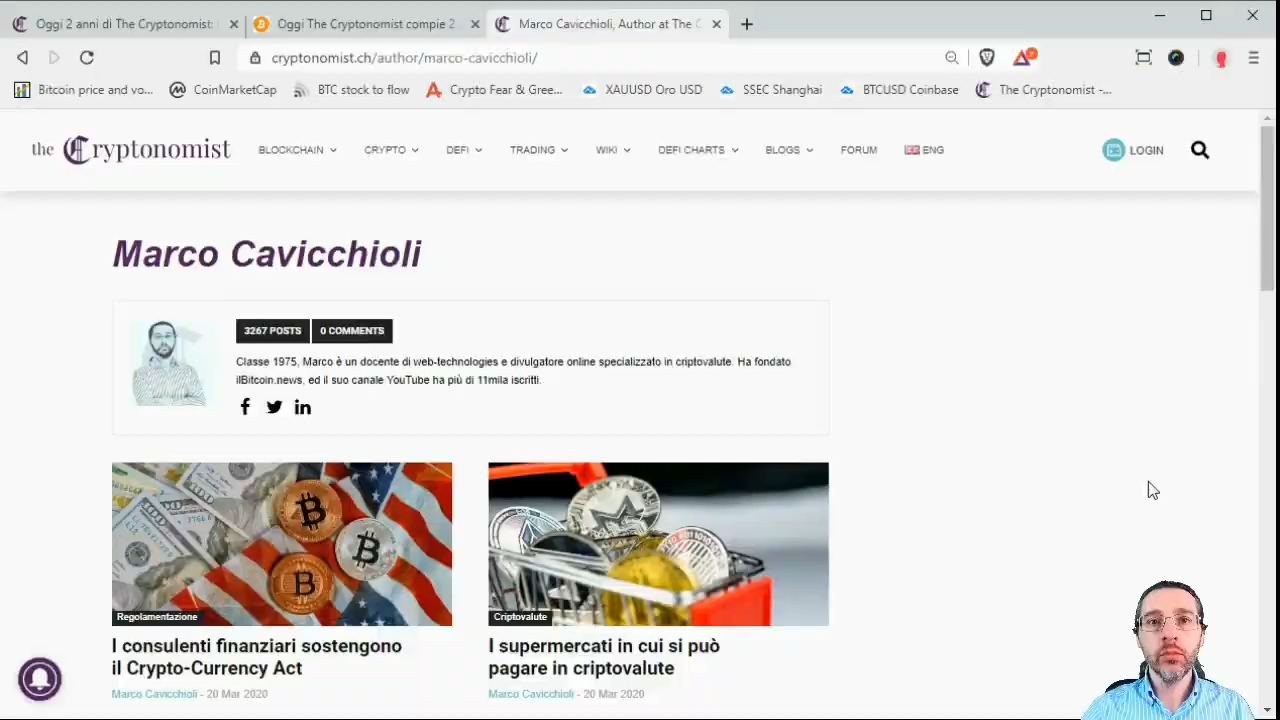 Oggi 2 anni di The Cryptonomist:
Oggi The Cryptonomist compie 2
Marco Cavicchioli, Author at The C
cryptonomist.ch/author/marco-cavicchioli/
Bitcoin price and vo...
CoinMarketCap
BTC stock to flow
Crypto Fear & Gree...
XAUUSD Oro USD
SSEC Shanghai
BTCUSD Coinbase
The Cryptonomist -...
the Cryptonomist
BLOCKCHAIN
CRYPTO
DEFI
TRADING
WIKI
DEFI CHARTS
BLOGS
FORUM
ENG
LOGIN
Marco Cavicchioli
3267 POSTS
0 COMMENTS
Classe 1975, Marco è un docente di web-technologies e divulgatore online specializzato in criptovalute. Ha fondato
ilBitcoin.news, ed il suo canale YouTube ha più di 11mila iscritti.
Regolamentazione
I consulenti finanziari sostengono
il Crypto-Currency Act
Marco Cavicchioli - 20 Mar 2020
Criptovalute
I supermercati in cui si può
pagare in criptovalute
Marco Cavicchioli - 20 Mar 2020